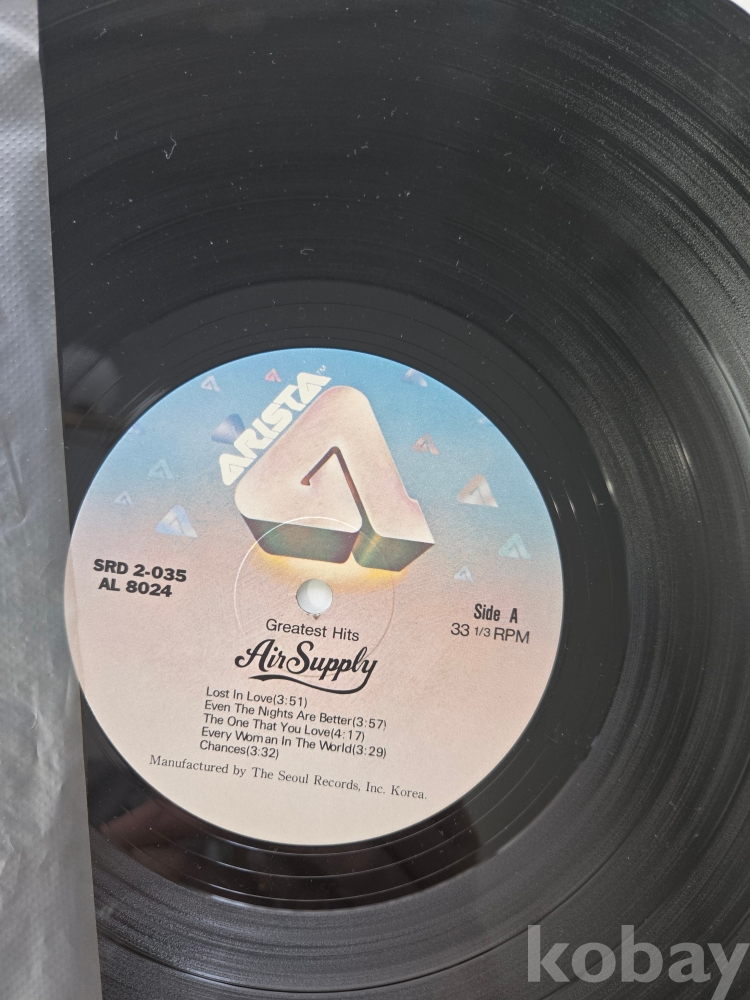 ARISTA™
SRD 2-035
AL 8024
Side A
33 1/3 RPM
Greatest Hits
Air Supply
Lost In Love(3:51)
Even The Nights Are Better(3:57)
The One That You Love(4:17)
Every Woman In The World(3:29)
Chances(3:32)
Manufactured by The Seoul Records, Inc. Korea.
kobay